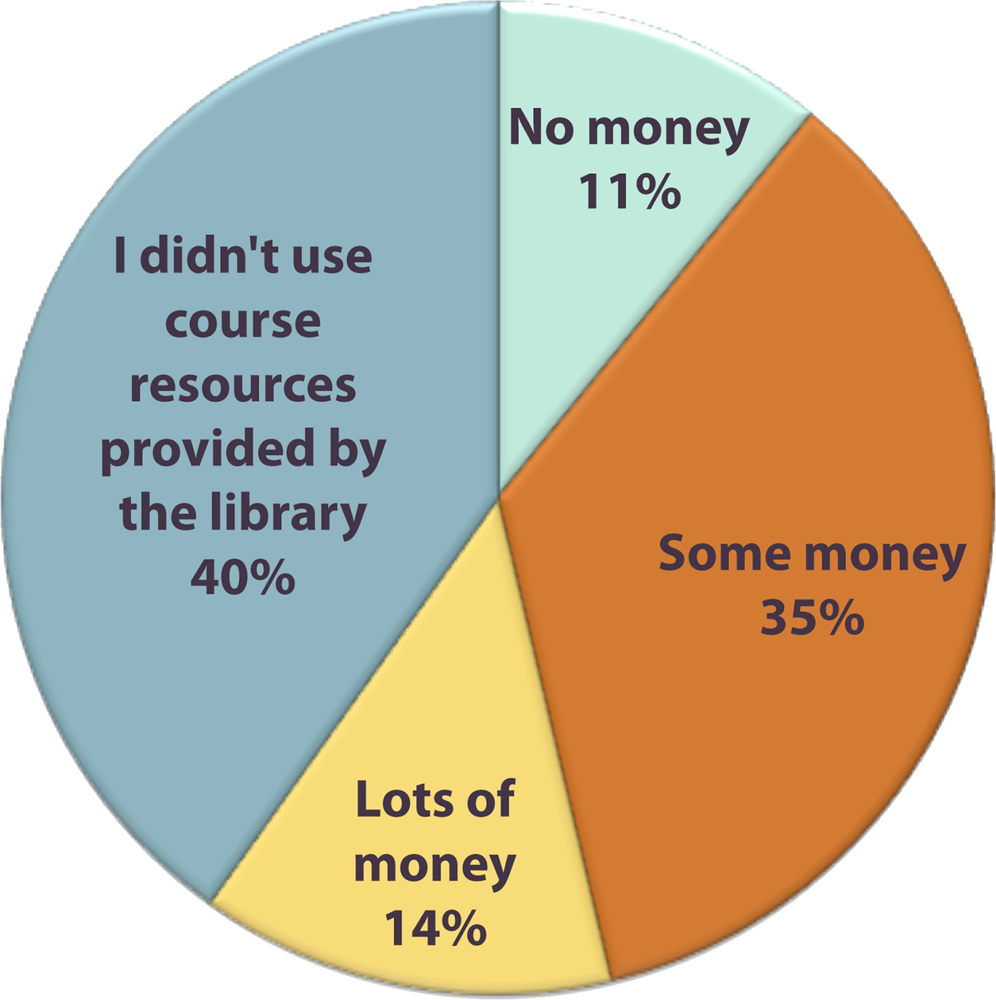 No money
11%
Some money
35%
Lots of
money
14%
I didn't use
course
resources
provided by
the library
40%